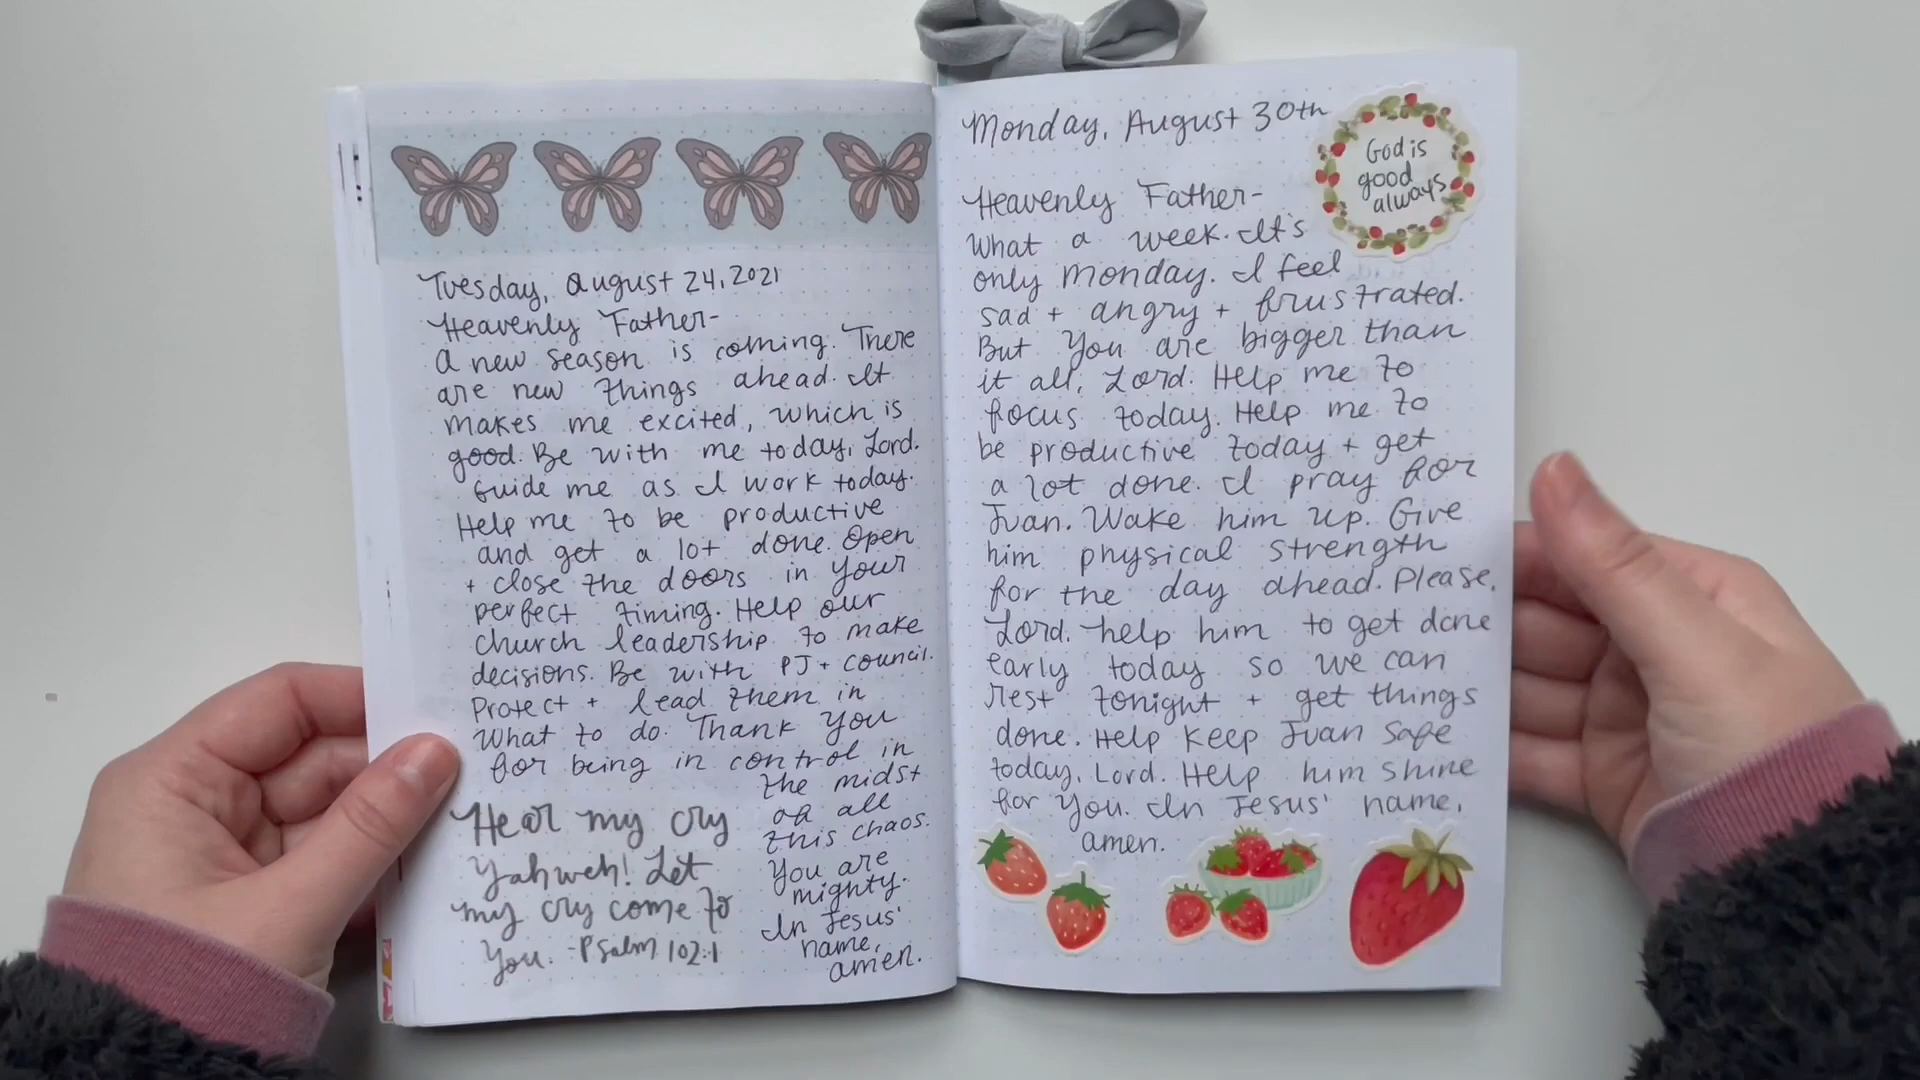 Tuesday, August 24, 2021
Heavenly Father-
A new season is coming. There
are new things ahead. It
makes me excited, which is
good. Be with me today, Lord.
Guide me as I work today.
Help me to be productive
and get a lot done. Open
+ close the doors in Your
perfect timing. Help our
church leadership to make
decisions. Be with PJ + council.
Protect + lead them in
what to do. Thank You
for being in control in
the midst
of all
this chaos.
You are
mighty.
In Jesus'
name,
amen.
Hear my cry
Yahweh! Let
my cry come to
You. -Psalm 102:1
Monday, August 30th
God is
good
always
Heavenly Father-
What a week. It's
only Monday. I feel
sad + angry + frustrated.
But You are bigger than
it all, Lord. Help me to
focus today. Help me to
be productive today + get
a lot done. I pray for
Juan. Wake him up. Give
him physical strength
for the day ahead. Please,
Lord. help him to get done
early today so we can
rest tonight + get things
done. Help keep Juan safe
today, Lord. Help him shine
for You. In Jesus' name,
amen.